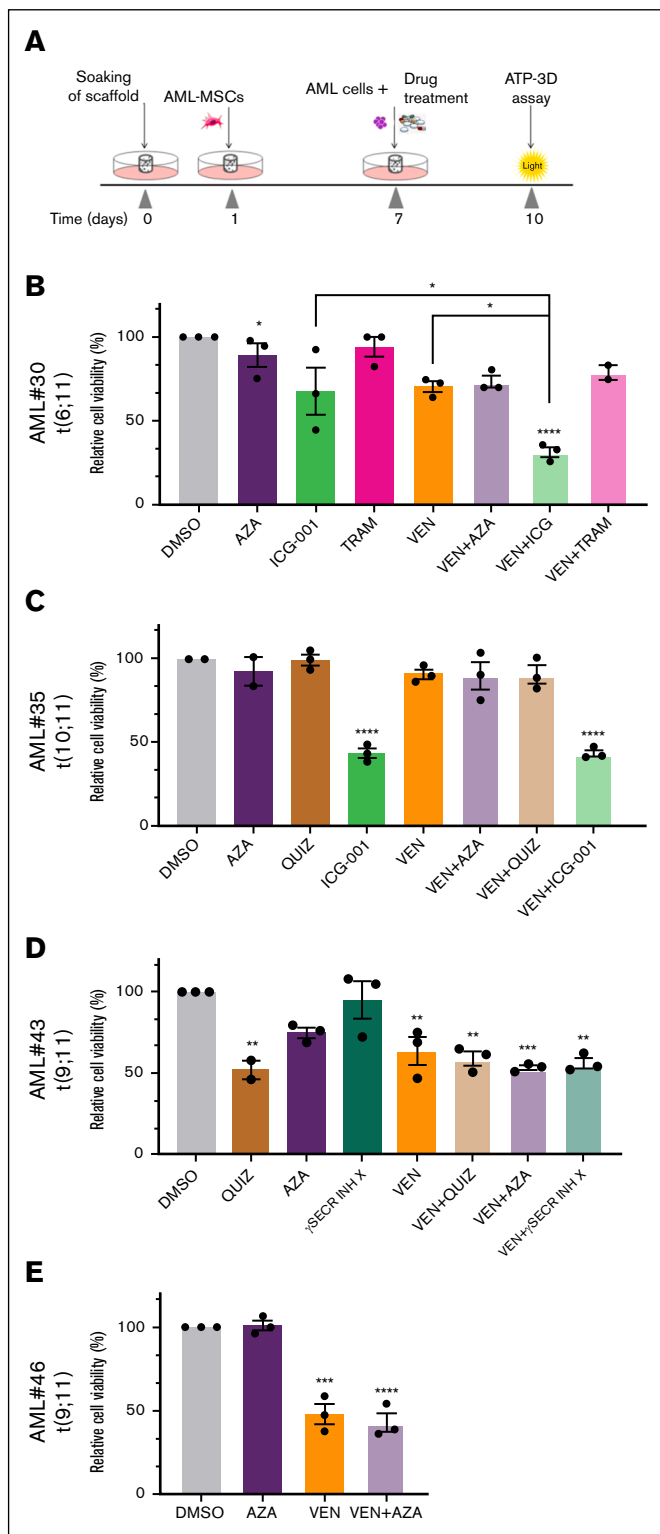 A
Soaking
of scaffold
AML-MSCs
AML cells +
Drug
treatment
ATP-3D
assay
Light
Time (days)
0
1
7
10
B
AML#30
t(6;11)
Relative cell viability (%)
100
50
0
*
*
*
****
DMSO
AZA
ICG-001
TRAM
VEN
VEN+AZA
VEN+ICG
VEN+TRAM
C
AML#35
t(10;11)
Relative cell viability (%)
100
50
0
****
****
DMSO
AZA
QUIZ
ICG-001
VEN
VEN+AZA
VEN+QUIZ
VEN+ICG-001
D
AML#43
t(9;11)
Relative cell viability (%)
100
50
0
**
**
**
***
**
DMSO
QUIZ
AZA
γSECR INH X
VEN
VEN+QUIZ
VEN+AZA
VEN+γSECR INH X
E
AML#46
t(9;11)
Relative cell viability (%)
100
50
0
***
****
DMSO
AZA
VEN
VEN+AZA